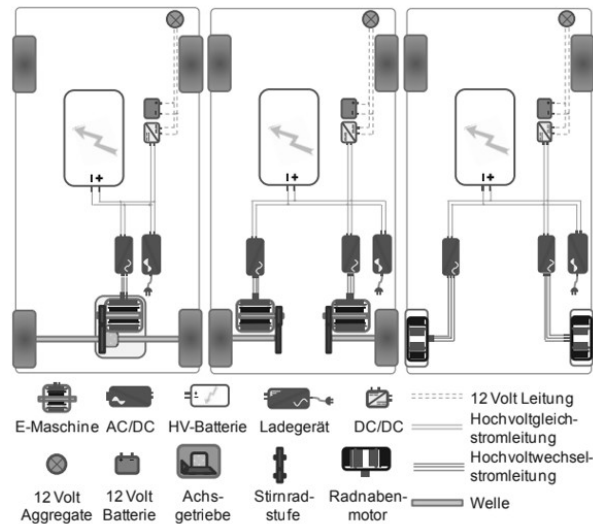 E-Maschine AC/DC HV-Batterie Ladegerät DC/DC
12 Volt Aggregate
12 Volt Batterie
Achs-
getriebe
Stirnrad-
stufe
Radnaben-
motor
12 Volt Leitung
Hochvoltgleich-
stromleitung
Hochvoltwechsel-
stromleitung
Welle